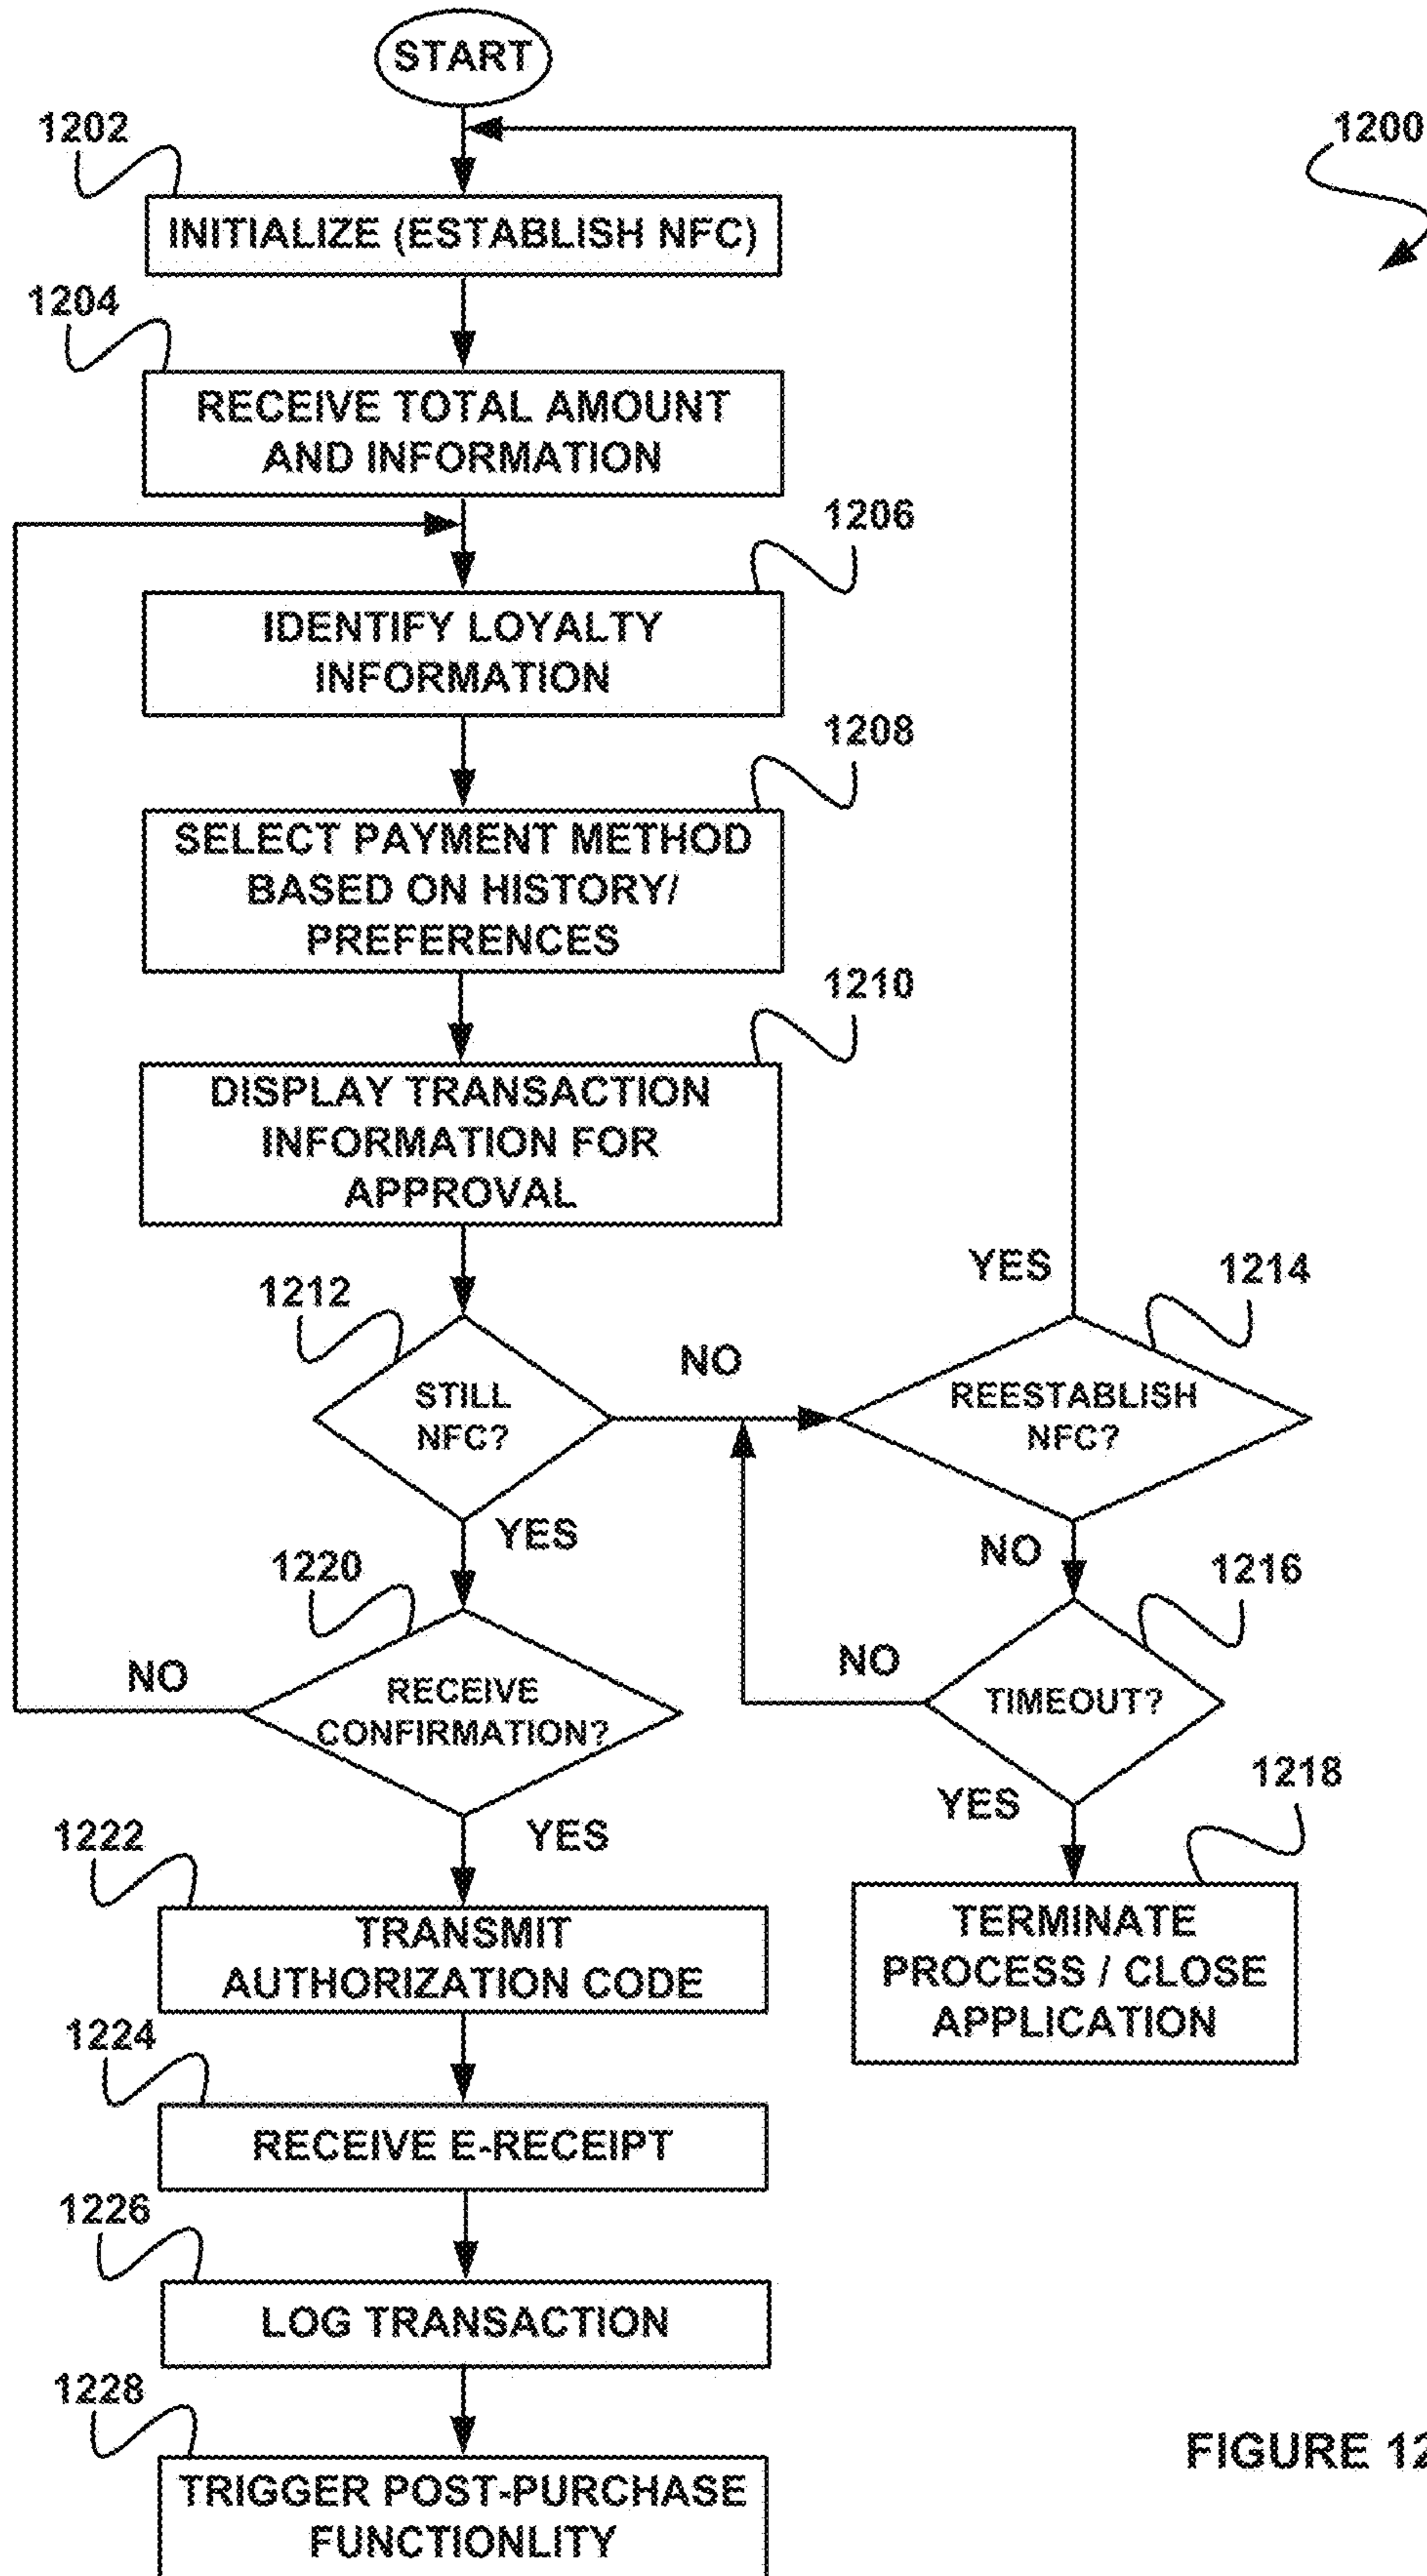 START
1202
1200
INITIALIZE (ESTABLISH NFC)
1204
RECEIVE TOTAL AMOUNT
AND INFORMATION
1206
IDENTIFY LOYALTY
INFORMATION
1208
SELECT PAYMENT METHOD
BASED ON HISTORY/
PREFERENCES
1210
DISPLAY TRANSACTION
INFORMATION FOR
APPROVAL
1212
YES
1214
STILL
NFC?
NO
REESTABLISH
NFC?
YES
NO
1220
1216
NO
RECEIVE
CONFIRMATION?
NO
TIMEOUT?
YES
1218
1222
YES
TRANSMIT
AUTHORIZATION CODE
TERMINATE
PROCESS / CLOSE
APPLICATION
1224
RECEIVE E-RECEIPT
1226
LOG TRANSACTION
1228
TRIGGER POST-PURCHASE
FUNCTIONLITY
FIGURE 12